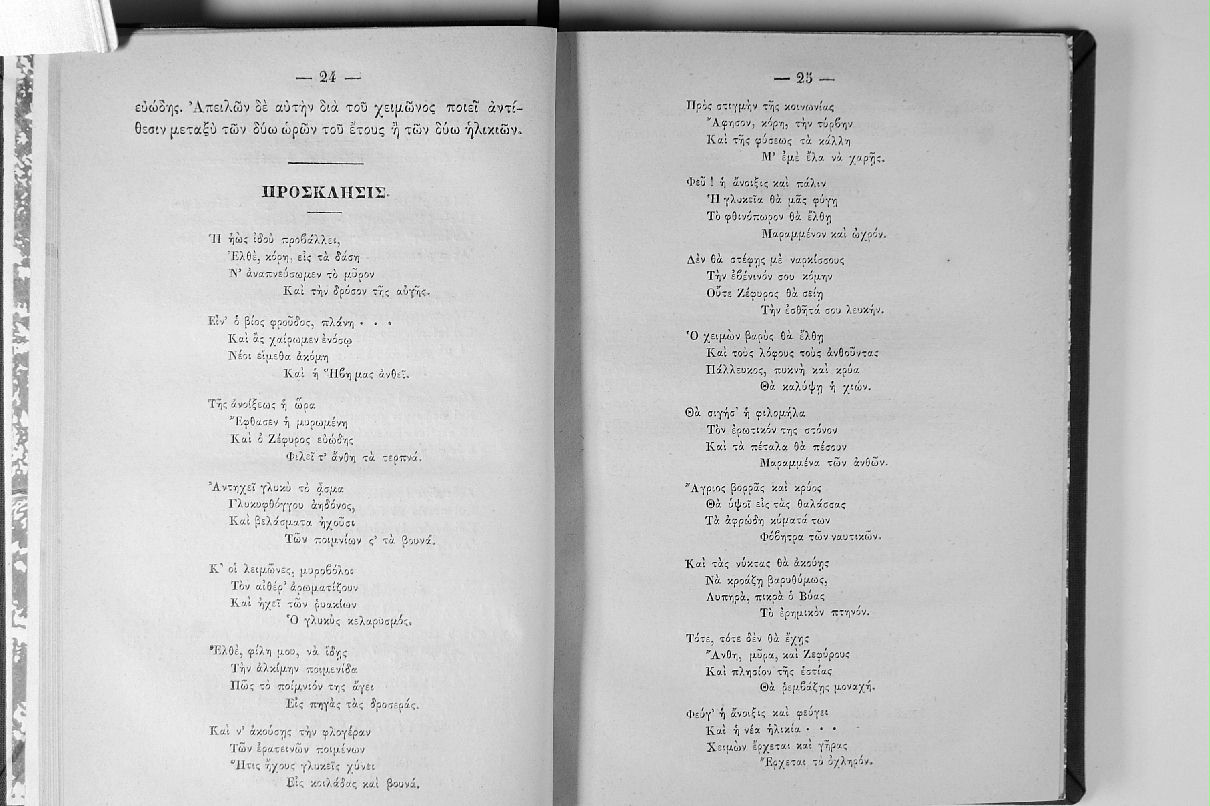 — 24 —
εὐώδης. Ἀπειλῶν δὲ αὐτὴν διὰ τοῦ χειμῶνος ποιεῖ ἀντί-
θεσιν μεταξὺ τῶν δύω ὡρῶν τοῦ ἔτους ἢ τῶν δύω ἡλικιῶν.
ΠΡΟΣΚΛΗΣΙΣ.
Ἡ ἠὼς ἰδοὺ προβάλλει,
Ἐλθὲ, κόρη, εἰς τὰ δάση
Ν' ἀναπνεύσωμεν τὸ μῦρον
Καὶ τὴν δρόσον τῆς αὐγῆς.
Εἶν' ὁ βίος φροῦδος, πλάνη . . .
Καὶ ἂς χαίρωμεν ἐνόσῳ
Νέοι εἴμεθα ἀκόμη
Καὶ ἡ Ἥβη μας ἀνθεῖ.
Τῆς ἀνοίξεως ἡ ὥρα
Ἔφθασεν ἡ μυρωμένη
Καὶ ὁ Ζέφυρος εὐώδης
Φιλεῖ τ' ἄνθη τὰ τερπνά.
Ἀντηχεῖ γλυκὺ τὸ ᾆσμα
Γλυκυφθόγγου ἀηδόνος,
Καὶ βελάσματα ἠχοῦσι
Τῶν ποιμνίων ς' τὰ βουνά.
Κ' οἱ λειμῶνες, μυροβόλοι
Τὸν αἰθέρ' ἀρωματίζουν
Καὶ ἠχεῖ τῶν ῥυακίων
Ὁ γλυκὺς κελαρυσμός.
Ἐλθὲ, φίλη μου, νὰ ἴδῃς
Τὴν ἀλκίμην ποιμενίδα
Πῶς τὸ ποίμνιόν της ἄγει
Εἰς πηγὰς τὰς δροσεράς.
Καὶ ν' ἀκούσῃς τὴν φλογέραν
Τῶν ἐρατεινῶν ποιμένων
Ἥτις ἤχους γλυκεῖς χύνει
Εἰς κοιλάδας καὶ βουνά.
— 25 —
Πρὸς στιγμὴν τῆς κοινωνίας
Ἄφησον, κόρη, τὴν τύρβην
Καὶ τῆς φύσεως τὰ κάλλη
Μ' ἐμὲ ἔλα νὰ χαρῇς.
Φεῦ! ἡ ἄνοιξις καὶ πάλιν
Ἡ γλυκεῖα θὰ μᾶς φύγῃ
Τὸ φθινόπωρον θὰ ἔλθῃ
Μαραμμένον καὶ ὠχρόν.
Δὲν θὰ στέφῃς μὲ ναρκίσσους
Τὴν ἐβένινόν σου κόμην
Οὔτε Ζέφυρος θὰ σείῃ
Τὴν ἐσθῆτά σου λευκήν.
Ὁ χειμὼν βαρὺς θὰ ἔλθῃ
Καὶ τοὺς λόφους τοὺς ἀνθοῦντας
Πάλλευκος, πυκνὴ καὶ κρύα
Θὰ καλύψῃ ἡ χιών.
Θὰ σιγήσ' ἡ φιλομήλα
Τὸν ἐρωτικόν της στόνον
Καὶ τὰ πέταλα θὰ πέσουν
Μαραμμένα τῶν ἀνθῶν.
Ἄγριος βορρᾶς καὶ κρύος
Θὰ ὑψοῖ εἰς τὰς θαλάσσας
Τὰ ἀφρώδη κύματά των
Φόβητρα τῶν ναυτικῶν.
Καὶ τὰς νύκτας θὰ ἀκούῃς
Νὰ κροάζῃ βαρυθύμως,
Λυπηρὰ, πικρὰ ὁ Βύας
Τὸ ἐρημικὸν πτηνόν.
Τότε, τότε δὲν θὰ ἔχῃς
Ἄνθη, μῦρα, καὶ Ζεφύρους
Καὶ πλησίον τῆς ἑστίας
Θὰ ῥεμβάζῃς μοναχή.
Φεύγ' ἡ ἄνοιξις καὶ φεύγει
Καὶ ἡ νέα ἡλικία . . .
Χειμὼν ἔρχεται καὶ γῆρας
Ἔρχεται τὸ ὀχληρόν.